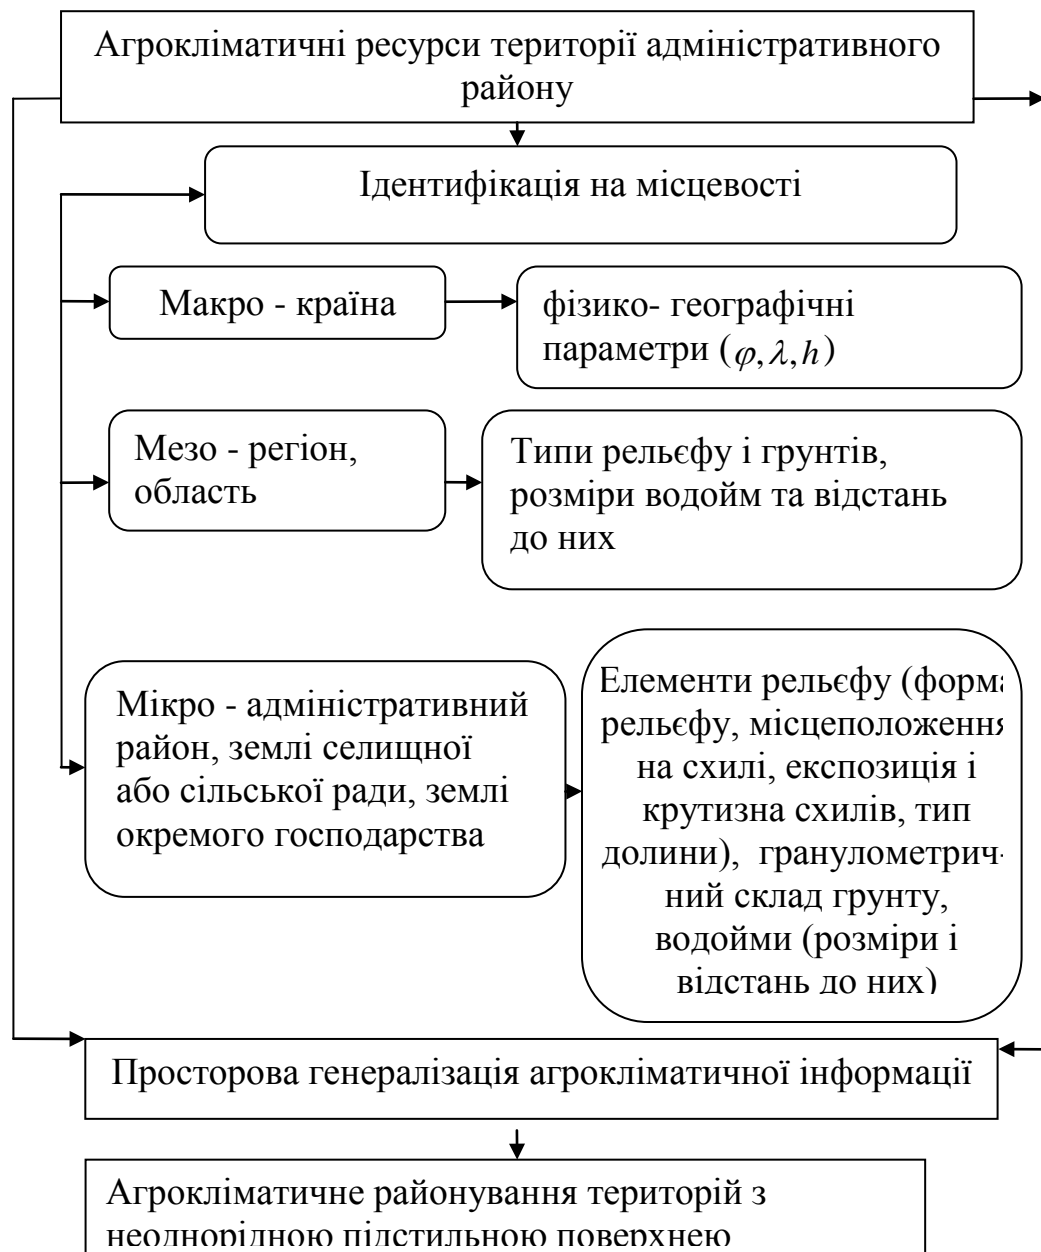 Агрокліматичні ресурси території адміністративного
району
Ідентифікація на місцевості
Макро - країна
фізико- географічні
параметри (φ, λ, h)
Мезо - регіон,
область
Типи рельєфу і грунтів,
розміри водойм та відстань
до них
Мікро - адміністративний
район, землі селищної
або сільської ради, землі
окремого господарства
Елементи рельєфу (форма
рельєфу, місцеположення
на схилі, експозиція і
крутизна схилів, тип
долини), гранулометрич-
ний склад грунту,
водойми (розміри і
відстань до них)
Просторова генералізація агрокліматичної інформації
Агрокліматичне районування територій з
неоднорідною підстильною поверхнею